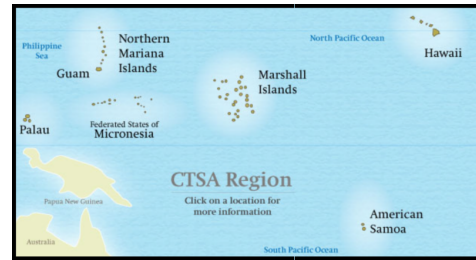 Philippine
Sea
Northern
Mariana
Islands
Guam
North Pacific Ocean
Hawaii
Marshall
Islands
Palau
Federated States of
Micronesia
CTSA Region
Click on a location for
more information
Papua New Guinea
Australia
American
Samoa
South Pacific Ocean